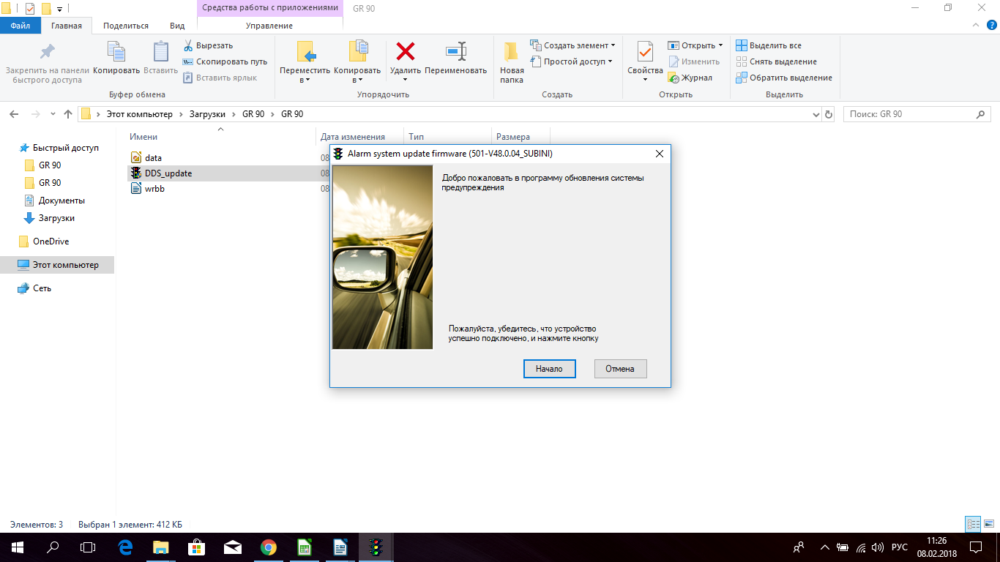 Средства работы с приложениями
GR 90
Файл
Главная
Поделиться
Вид
Управление
Закрепить на панели
быстрого доступа
Копировать
Вставить
Вырезать
Скопировать путь
Вставить ярлык
Переместить
в
Копировать
в
Удалить
Переименовать
Новая
папка
Создать элемент
Простой доступ
Свойства
Открыть
Изменить
Журнал
Выделить все
Снять выделение
Обратить выделение
Буфер обмена
Упорядочить
Создать
Открыть
Выделить
Этот компьютер
Загрузки
GR 90
GR 90
Поиск: GR 90
Имени
Дата изменения
Тип
Размера
Быстрый доступ
GR 90
GR 90
Документы
Загрузки
OneDrive
Этот компьютер
Сеть
data
08
DDS_update
08
wrbb
08
Alarm system update firmware (501-V48.0.04_SUBINI)
Добро пожаловать в программу обновления системы
предупреждения
Пожалуйста, убедитесь, что устройство
успешно подключено, и нажмите кнопку
Начало
Отмена
Элементов: 3
Выбран 1 элемент: 412 КБ
РУС
11:26
08.02.2018